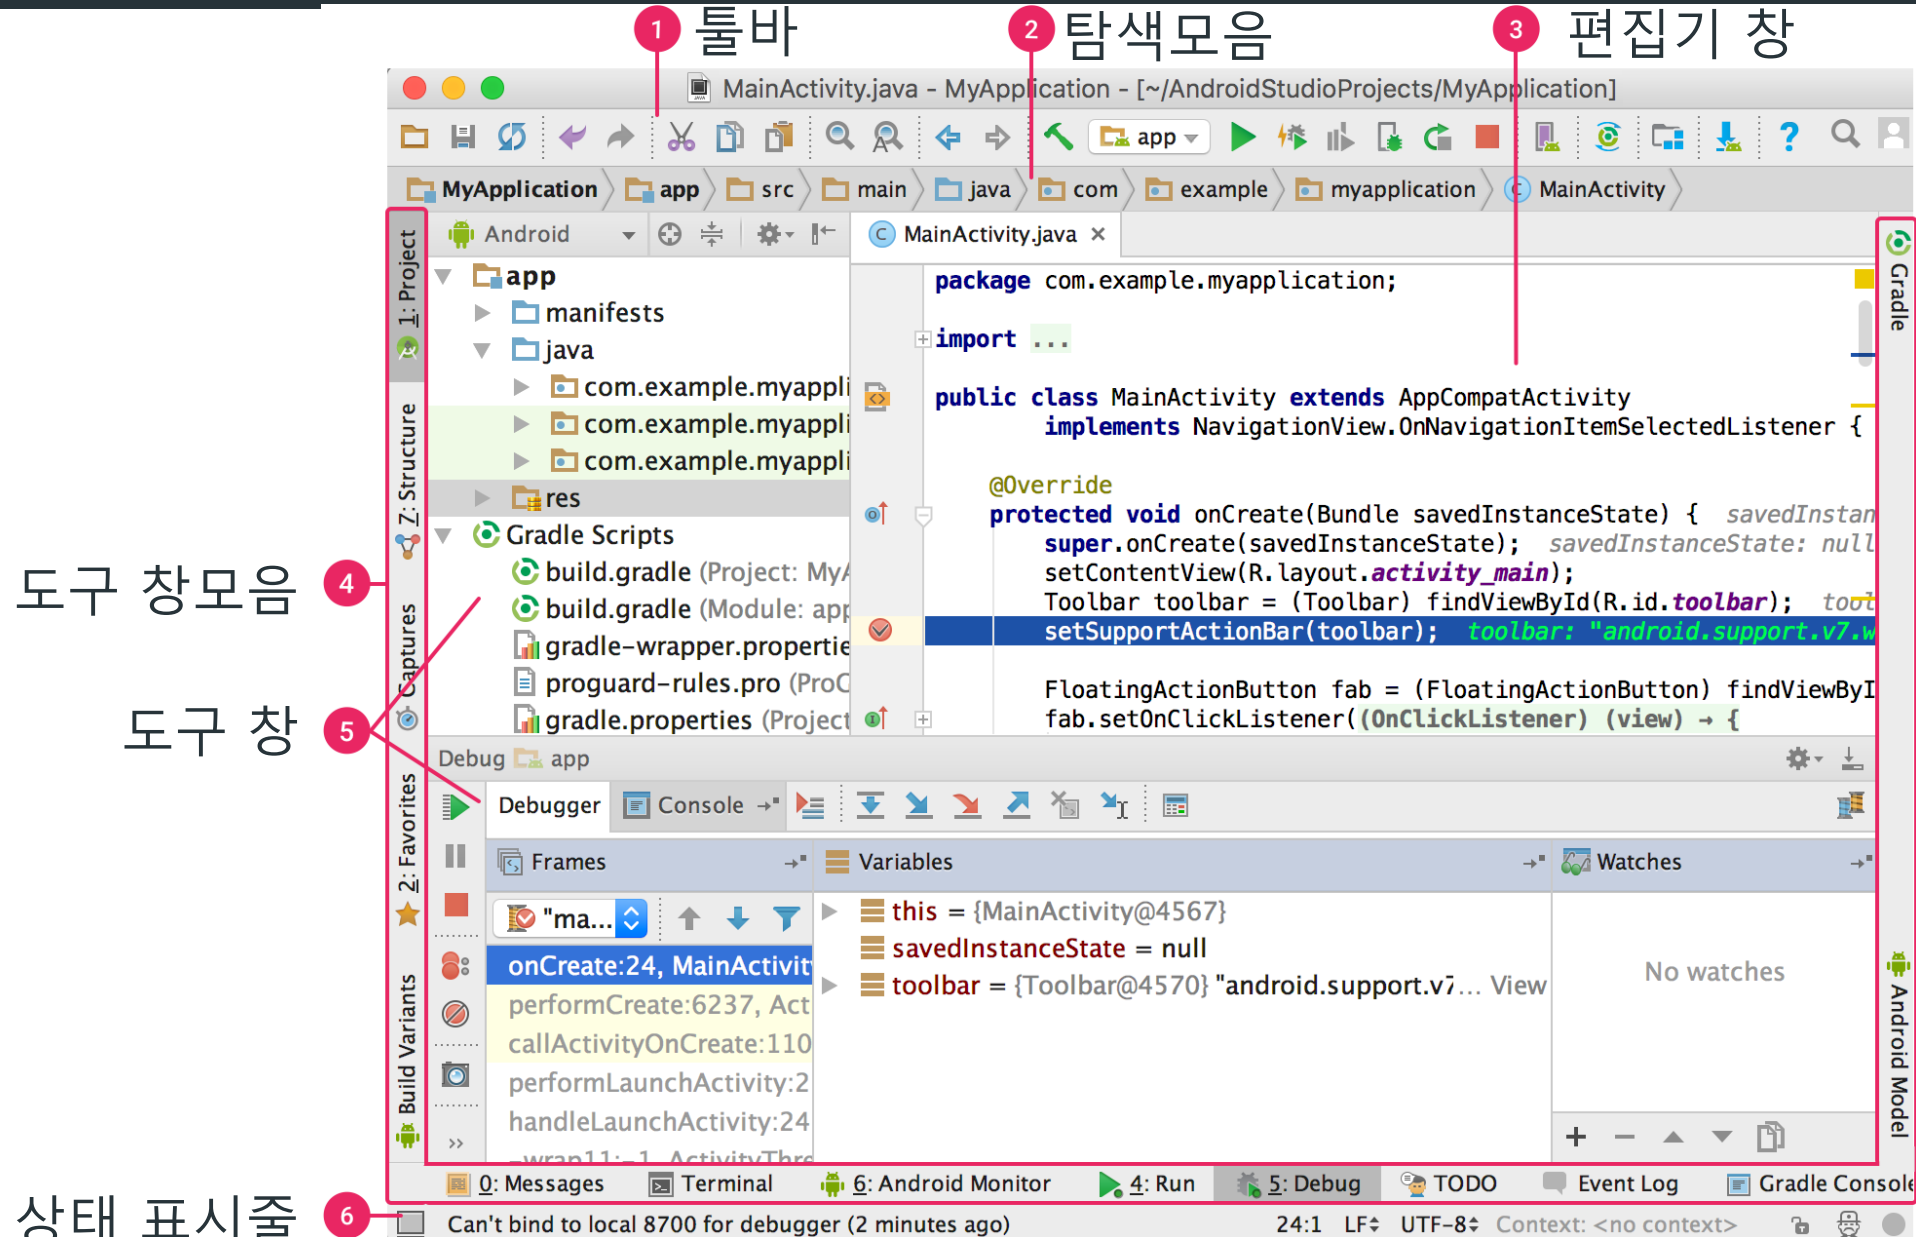 1 툴바
2 탐색모음
3 편집기 창
MainActivity.java - MyApplication - [~/AndroidStudioProjects/MyApplication]
app
MyApplication app src main java com example myapplication MainActivity
1: Project
Z: Structure
Captures
2: Favorites
Build Variants
Android
MainActivity.java
app
manifests
java
com.example.myappli
com.example.myappli
com.example.myappli
res
Gradle Scripts
build.gradle (Project: MyA
build.gradle (Module: app
gradle-wrapper.propertie
proguard-rules.pro (ProC
gradle.properties (Project
package com.example.myapplication;
import ...
public class MainActivity extends AppCompatActivity
implements NavigationView.OnNavigationItemSelectedListener {
@Override
protected void onCreate(Bundle savedInstanceState) { savedInstan
super.onCreate(savedInstanceState); savedInstanceState: null
setContentView(R.layout.activity_main);
Toolbar toolbar = (Toolbar) findViewById(R.id.toolbar); tool
setSupportActionBar(toolbar); toolbar: "android.support.v7.w
FloatingActionButton fab = (FloatingActionButton) findViewByI
fab.setOnClickListener((OnClickListener) (view) → {
Gradle
Android Model
도구 창모음 4
도구 창 5
Debug app
Debugger Console
Frames
Variables
Watches
"ma...
onCreate:24, MainActivit
performCreate:6237, Act
callActivityOnCreate:110
performLaunchActivity:2
handleLaunchActivity:24
-wrap11:-1, ActivityThre
this = {MainActivity@4567}
savedInstanceState = null
toolbar = {Toolbar@4570} "android.support.v7... View
No watches
0: Messages Terminal 6: Android Monitor 4: Run 5: Debug TODO Event Log Gradle Console
상태 표시줄 6
Can't bind to local 8700 for debugger (2 minutes ago) 24:1 LF UTF-8 Context: <no context>